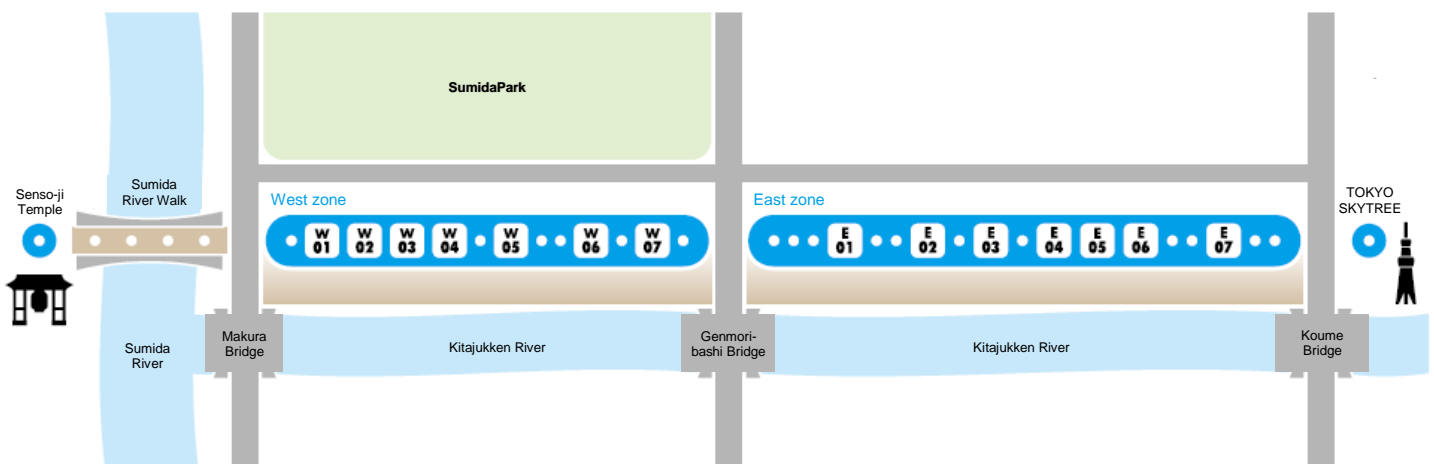 SumidaPark
Senso-ji
Temple
Sumida
River Walk
West zone
East zone
TOKYO
SKYTREE
W
01
W
02
W
03
W
04
W
05
W
06
W
07
E
01
E
02
E
03
E
04
E
05
E
06
E
07
Sumida
River
Makura
Bridge
Kitajukken River
Genmori-
bashi Bridge
Kitajukken River
Koume
Bridge